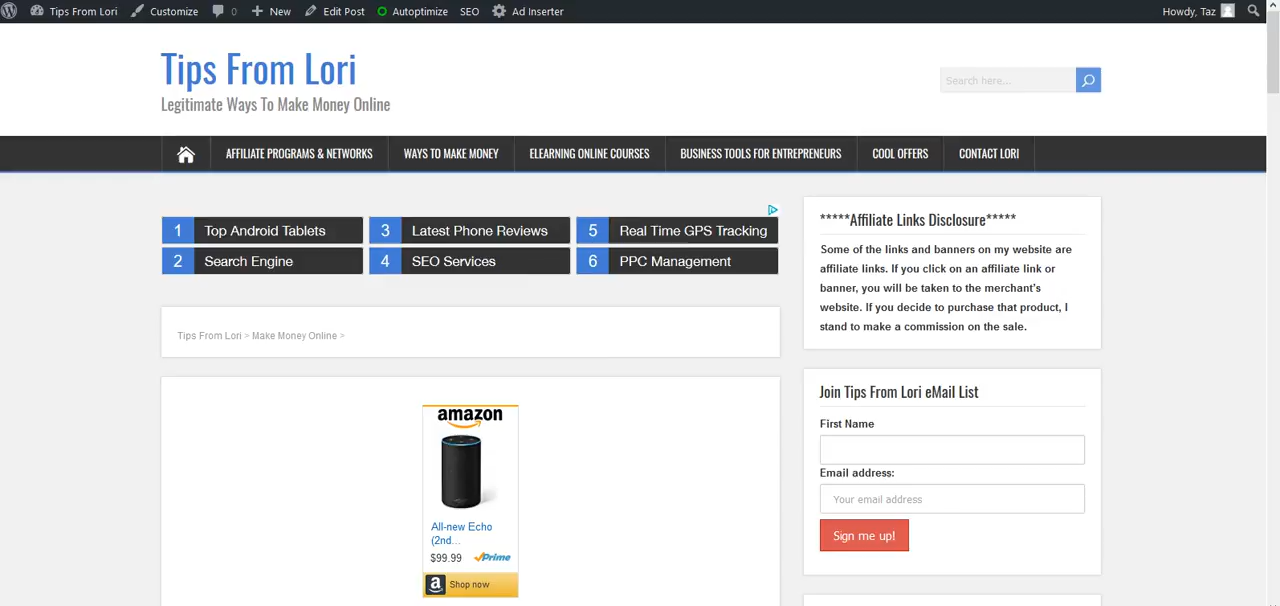 Tips From Lori Customize 0 New Edit Post Autoptimize SEO Ad Inserter Howdy, Taz
Tips From Lori
Legitimate Ways To Make Money Online
Search here...
AFFILIATE PROGRAMS & NETWORKS WAYS TO MAKE MONEY ELEARNING ONLINE COURSES BUSINESS TOOLS FOR ENTREPRENEURS COOL OFFERS CONTACT LORI
1 Top Android Tablets 3 Latest Phone Reviews 5 Real Time GPS Tracking
2 Search Engine 4 SEO Services 6 PPC Management
Tips From Lori > Make Money Online >
amazon
All-new Echo
(2nd...
$99.99 Prime
a Shop now
*****Affiliate Links Disclosure*****
Some of the links and banners on my website are
affiliate links. If you click on an affiliate link or
banner, you will be taken to the merchant's
website. If you decide to purchase that product, I
stand to make a commission on the sale.
Join Tips From Lori eMail List
First Name
Email address:
Your email address
Sign me up!